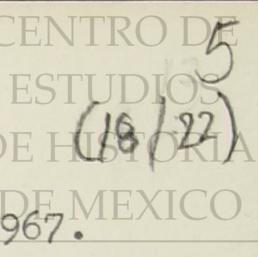 CENTRO DE
5
ESTUDIOS
(18/22)
DE HISTORIA
DE MEXICO
967.